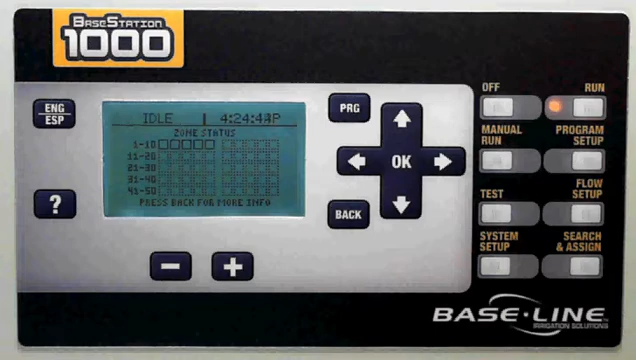 BASESTATION
1000
ENG
ESP
?
IDLE | 4:24:44P
ZONE STATUS
1-10
11-20
21-30
31-40
41-50
PRESS BACK FOR MORE INFO
PRG
OK
BACK
- +
OFF RUN
MANUAL RUN
PROGRAM SETUP
TEST
FLOW SETUP
SYSTEM SETUP
SEARCH & ASSIGN
BASE·LINE
IRRIGATION SOLUTIONS